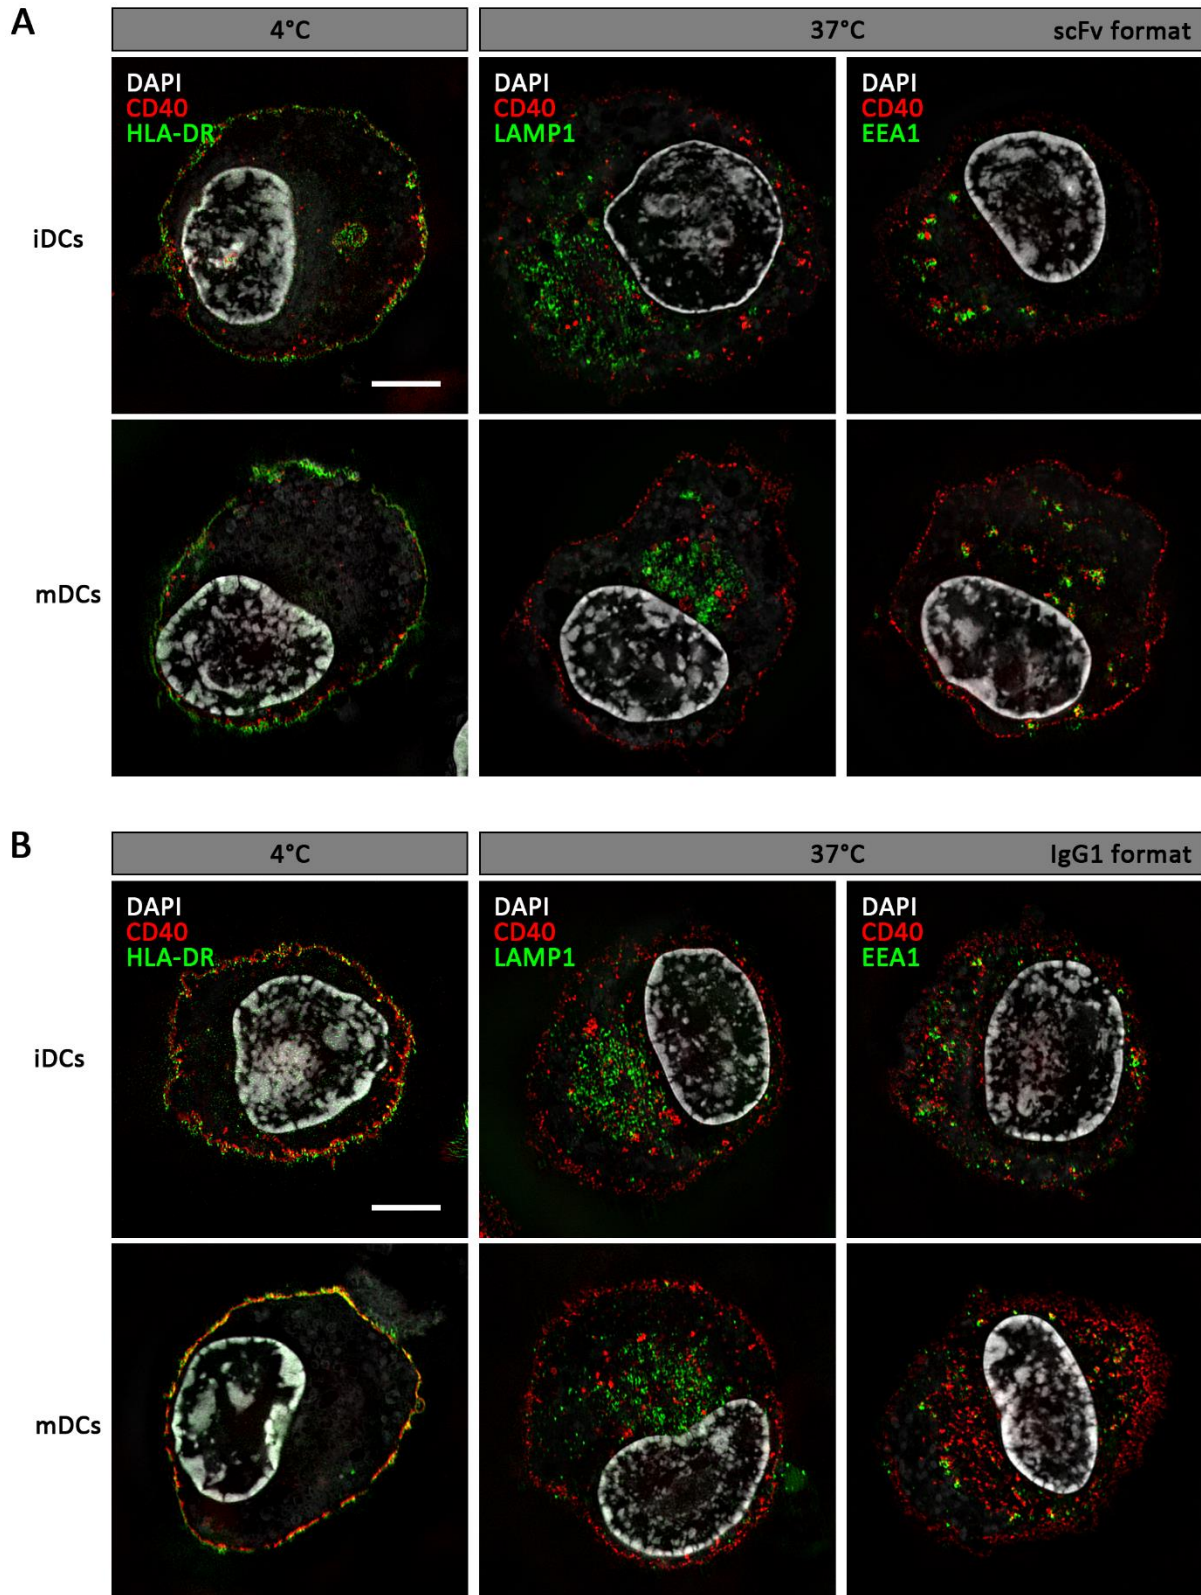 A
4°C
37°C scFv format
DAPI
CD40
HLA-DR
DAPI
CD40
LAMP1
DAPI
CD40
EEA1
iDCs
mDCs
B
4°C
37°C IgG1 format
DAPI
CD40
HLA-DR
DAPI
CD40
LAMP1
DAPI
CD40
EEA1
iDCs
mDCs